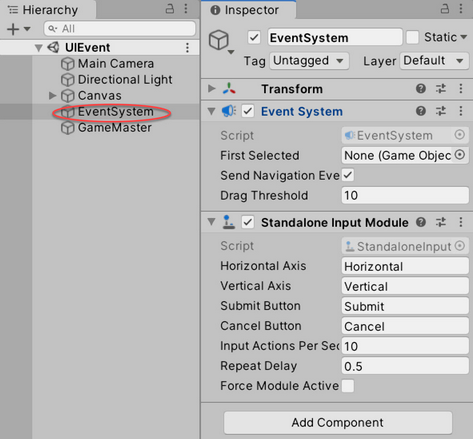 Hierarchy
All
UIEvent
Main Camera
Directional Light
Canvas
EventSystem
GameMaster
Inspector
EventSystem
Static
Tag Untagged Layer Default
Transform
Event System
Script EventSystem
First Selected None (Game Objec
Send Navigation Eve
Drag Threshold 10
Standalone Input Module
Script StandaloneInput
Horizontal Axis Horizontal
Vertical Axis Vertical
Submit Button Submit
Cancel Button Cancel
Input Actions Per Sec 10
Repeat Delay 0.5
Force Module Active
Add Component